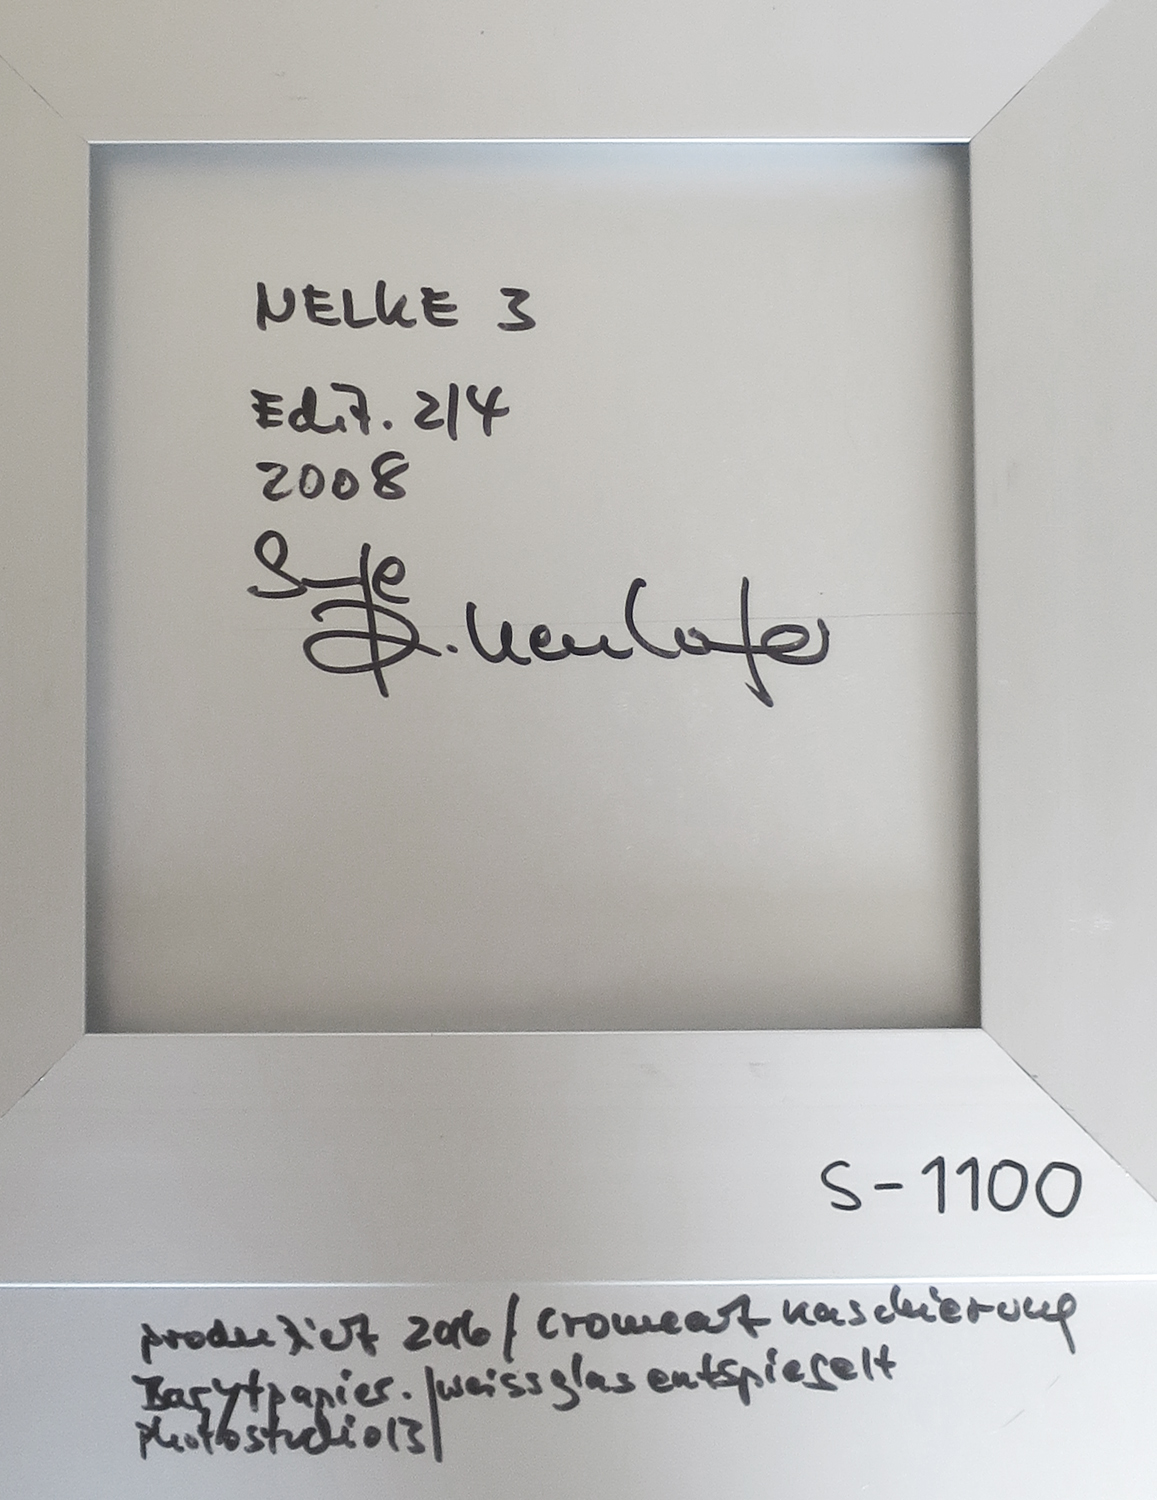 NELKE 3
Edit. 2/4
2008
S-1100
produziert 2016 / cromeart kaschierung
Barytpapier. / weissglas entspiegelt
photostudio13 /